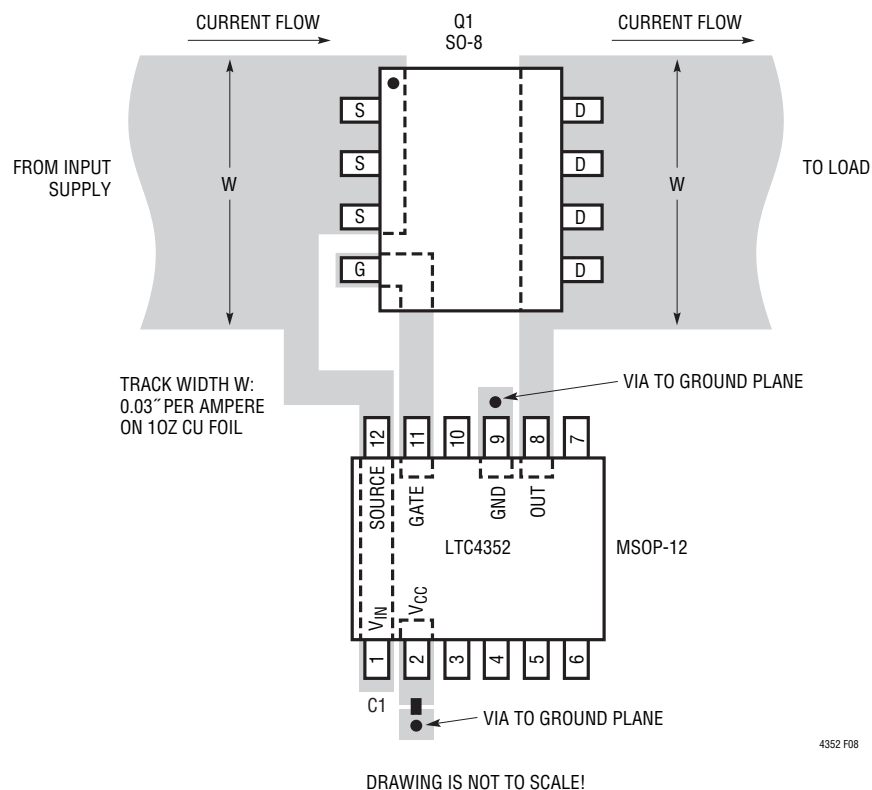 CURRENT FLOW
Q1
SO-8
CURRENT FLOW
S
D
FROM INPUT
SUPPLY
S
D
TO LOAD
W
W
S
D
G
D
TRACK WIDTH W:
0.03˝ PER AMPERE
ON 1OZ CU FOIL
VIA TO GROUND PLANE
12
11
10
9
8
7
SOURCE
GATE
GND
OUT
LTC4352
MSOP-12
VIN
VCC
1
2
3
4
5
6
C1
VIA TO GROUND PLANE
4352 F08
DRAWING IS NOT TO SCALE!